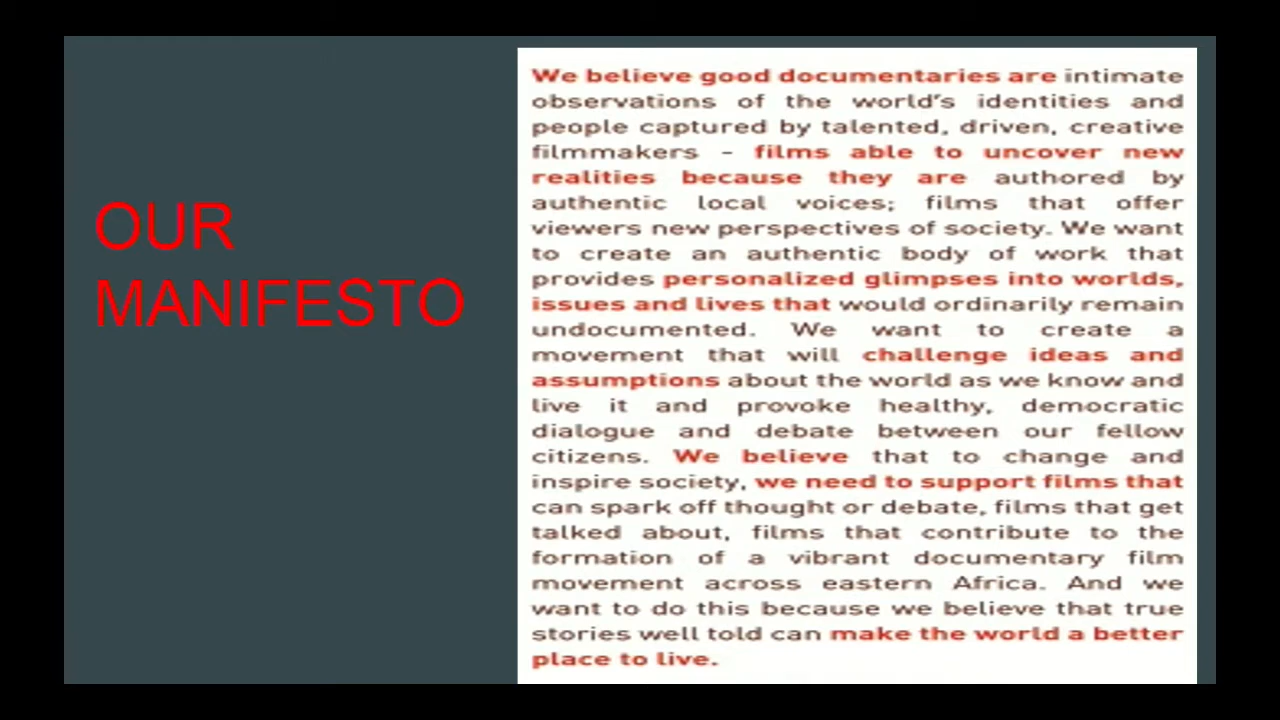 OUR
MANIFESTO
We believe good documentaries are intimate
observations of the world's identities and
people captured by talented, driven, creative
filmmakers - films able to uncover new
realities because they are authored by
authentic local voices; films that offer
viewers new perspectives of society. We want
to create an authentic body of work that
provides personalized glimpses into worlds,
issues and lives that would ordinarily remain
undocumented. We want to create a
movement that will challenge ideas and
assumptions about the world as we know and
live it and provoke healthy, democratic
dialogue and debate between our fellow
citizens. We believe that to change and
inspire society, we need to support films that
can spark off thought or debate, films that get
talked about, films that contribute to the
formation of a vibrant documentary film
movement across eastern Africa. And we
want to do this because we believe that true
stories well told can make the world a better
place to live.